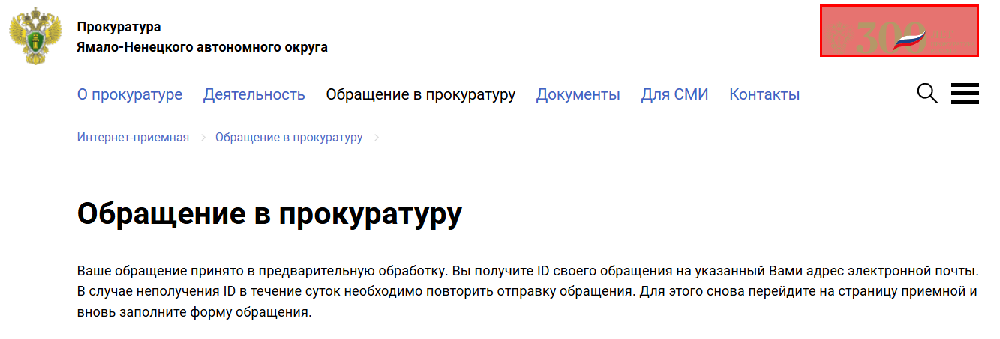 Прокуратура
Ямало-Ненецкого автономного округа
300
О прокуратуре Деятельность Обращение в прокуратуру Документы Для СМИ Контакты
Интернет-приемная Обращение в прокуратуру
Обращение в прокуратуру
Ваше обращение принято в предварительную обработку. Вы получите ID своего обращения на указанный Вами адрес электронной почты.
В случае неполучения ID в течение суток необходимо повторить отправку обращения. Для этого снова перейдите на страницу приемной и
вновь заполните форму обращения.